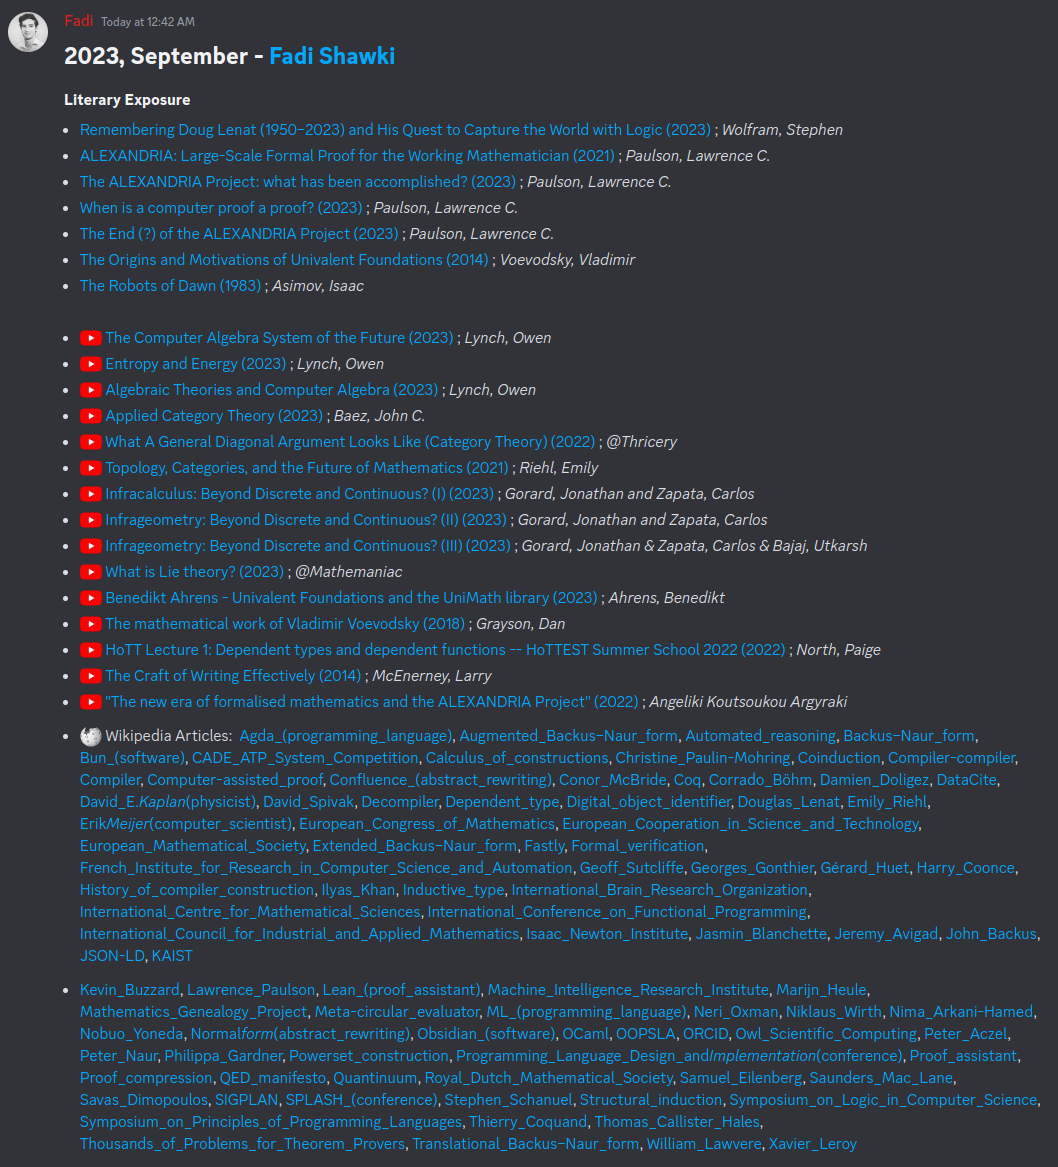 Fadi Today at 12:42 AM
2023, September - Fadi Shawki
Literary Exposure
• Remembering Doug Lenat (1950–2023) and His Quest to Capture the World with Logic (2023) ; Wolfram, Stephen
• ALEXANDRIA: Large-Scale Formal Proof for the Working Mathematician (2021) ; Paulson, Lawrence C.
• The ALEXANDRIA Project: what has been accomplished? (2023) ; Paulson, Lawrence C.
• When is a computer proof a proof? (2023) ; Paulson, Lawrence C.
• The End (?) of the ALEXANDRIA Project (2023) ; Paulson, Lawrence C.
• The Origins and Motivations of Univalent Foundations (2014) ; Voevodsky, Vladimir
• The Robots of Dawn (1983) ; Asimov, Isaac
• The Computer Algebra System of the Future (2023) ; Lynch, Owen
• Entropy and Energy (2023) ; Lynch, Owen
• Algebraic Theories and Computer Algebra (2023) ; Lynch, Owen
• Applied Category Theory (2023) ; Baez, John C.
• What A General Diagonal Argument Looks Like (Category Theory) (2022) ; @Thricery
• Topology, Categories, and the Future of Mathematics (2021) ; Riehl, Emily
• Infracalculus: Beyond Discrete and Continuous? (I) (2023) ; Gorard, Jonathan and Zapata, Carlos
• Infrageometry: Beyond Discrete and Continuous? (II) (2023) ; Gorard, Jonathan and Zapata, Carlos
• Infrageometry: Beyond Discrete and Continuous? (III) (2023) ; Gorard, Jonathan & Zapata, Carlos & Bajaj, Utkarsh
• What is Lie theory? (2023) ; @Mathemaniac
• Benedikt Ahrens - Univalent Foundations and the UniMath library (2023) ; Ahrens, Benedikt
• The mathematical work of Vladimir Voevodsky (2018) ; Grayson, Dan
• HoTT Lecture 1: Dependent types and dependent functions -- HoTTEST Summer School 2022 (2022) ; North, Paige
• The Craft of Writing Effectively (2014) ; McEnerney, Larry
• "The new era of formalised mathematics and the ALEXANDRIA Project" (2022) ; Angeliki Koutsoukou Argyraki
• Wikipedia Articles: Agda_(programming_language), Augmented_Backus–Naur_form, Automated_reasoning, Backus–Naur_form,
Bun_(software), CADE_ATP_System_Competition, Calculus_of_constructions, Christine_Paulin-Mohring, Coinduction, Compiler-compiler,
Compiler, Computer-assisted_proof, Confluence_(abstract_rewriting), Conor_McBride, Coq, Corrado_Böhm, Damien_Doligez, DataCite,
David_E.Kaplan(physicist), David_Spivak, Decompiler, Dependent_type, Digital_object_identifier, Douglas_Lenat, Emily_Riehl,
ErikMeijer(computer_scientist), European_Congress_of_Mathematics, European_Cooperation_in_Science_and_Technology,
European_Mathematical_Society, Extended_Backus–Naur_form, Fastly, Formal_verification,
French_Institute_for_Research_in_Computer_Science_and_Automation, Geoff_Sutcliffe, Georges_Gonthier, Gérard_Huet, Harry_Coonce,
History_of_compiler_construction, Ilyas_Khan, Inductive_type, International_Brain_Research_Organization,
International_Centre_for_Mathematical_Sciences, International_Conference_on_Functional_Programming,
International_Council_for_Industrial_and_Applied_Mathematics, Isaac_Newton_Institute, Jasmin_Blanchette, Jeremy_Avigad, John_Backus,
JSON-LD, KAIST
• Kevin_Buzzard, Lawrence_Paulson, Lean_(proof_assistant), Machine_Intelligence_Research_Institute, Marijn_Heule,
Mathematics_Genealogy_Project, Meta-circular_evaluator, ML_(programming_language), Neri_Oxman, Niklaus_Wirth, Nima_Arkani-Hamed,
Nobuo_Yoneda, Normalform(abstract_rewriting), Obsidian_(software), OCaml, OOPSLA, ORCID, Owl_Scientific_Computing, Peter_Aczel,
Peter_Naur, Philippa_Gardner, Powerset_construction, Programming_Language_Design_andImplementation(conference), Proof_assistant,
Proof_compression, QED_manifesto, Quantinuum, Royal_Dutch_Mathematical_Society, Samuel_Eilenberg, Saunders_Mac_Lane,
Savas_Dimopoulos, SIGPLAN, SPLASH_(conference), Stephen_Schanuel, Structural_induction, Symposium_on_Logic_in_Computer_Science,
Symposium_on_Principles_of_Programming_Languages, Thierry_Coquand, Thomas_Callister_Hales,
Thousands_of_Problems_for_Theorem_Provers, Translational_Backus–Naur_form, William_Lawvere, Xavier_Leroy